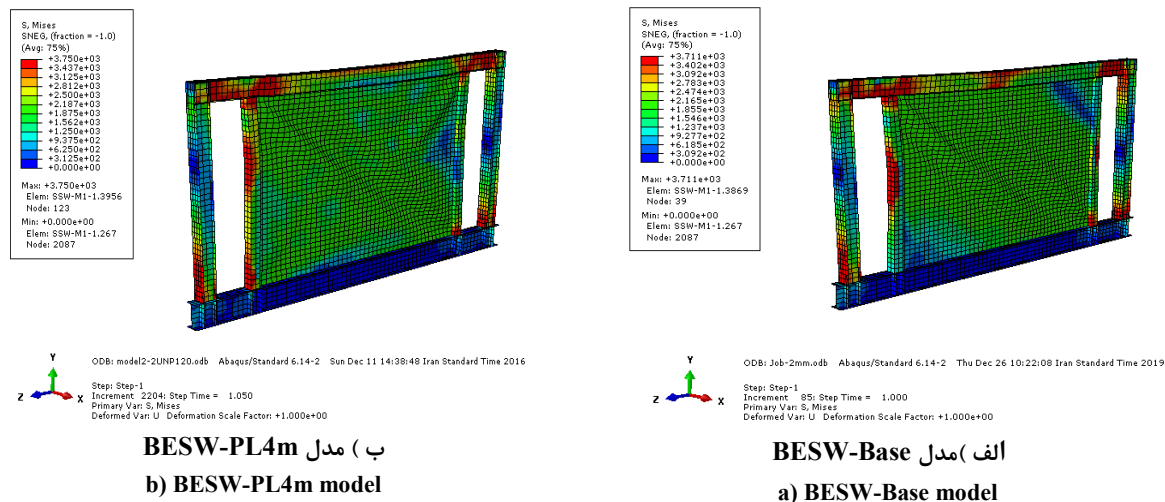 S, Mises
SNEG, (fraction = -1.0)
(Avg: 75%)
+3.750e+03
+3.437e+03
+3.125e+03
+2.812e+03
+2.500e+03
+2.187e+03
+1.875e+03
+1.562e+03
+1.250e+03
+9.375e+02
+6.250e+02
+3.125e+02
+0.000e+00
Max: +3.750e+03
Elem: SSW-M1-1.3956
Node: 123
Min: +0.000e+00
Elem: SSW-M1-1.267
Node: 2087
Y
Z
X
ODB: model2-2UNP120.odb Abaqus/Standard 6.14-2 Sun Dec 11 14:38:48 Iran Standard Time 2016
Step: Step-1
Increment 2204: Step Time = 1.050
Primary Var: S, Mises
Deformed Var: U Deformation Scale Factor: +1.000e+00
ب ) مدل BESW-PL4m
b) BESW-PL4m model
S, Mises
SNEG, (fraction = -1.0)
(Avg: 75%)
+3.711e+03
+3.402e+03
+3.092e+03
+2.783e+03
+2.474e+03
+2.165e+03
+1.855e+03
+1.546e+03
+1.237e+03
+9.277e+02
+6.185e+02
+3.092e+02
+0.000e+00
Max: +3.711e+03
Elem: SSW-M1-1.3869
Node: 39
Min: +0.000e+00
Elem: SSW-M1-1.267
Node: 2087
Y
Z
X
ODB: Job-2mm.odb Abaqus/Standard 6.14-2 Thu Dec 26 10:22:08 Iran Standard Time 2019
Step: Step-1
Increment 85: Step Time = 1.000
Primary Var: S, Mises
Deformed Var: U Deformation Scale Factor: +1.000e+00
الف )مدل BESW-Base
a) BESW-Base model